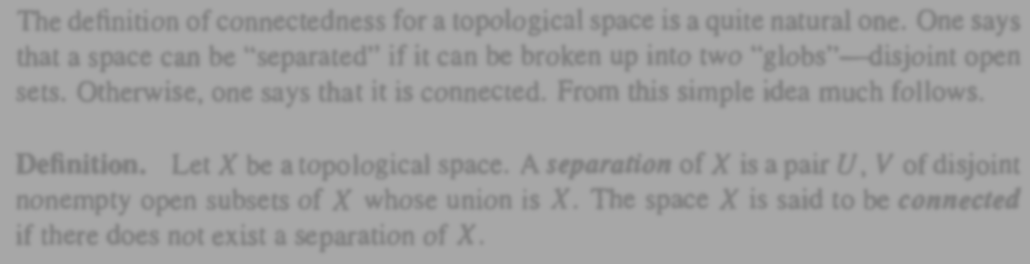 The definition of connectedness for a topological space is a quite natural one. One says
that a space can be “separated” if it can be broken up into two “globs”—disjoint open
sets. Otherwise, one says that it is connected. From this simple idea much follows.
Definition. Let X be a topological space. A separation of X is a pair U, V of disjoint
nonempty open subsets of X whose union is X. The space X is said to be connected
if there does not exist a separation of X.